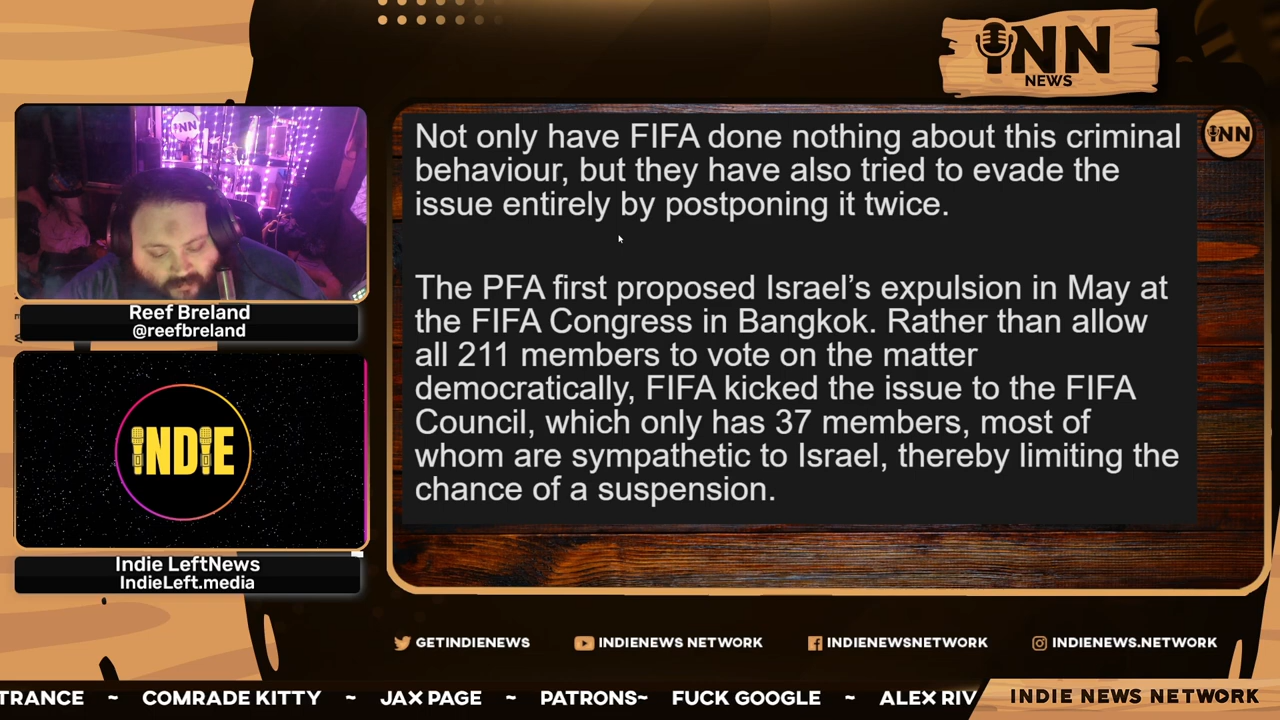 INN
NEWS
INN
Not only have FIFA done nothing about this criminal
behaviour, but they have also tried to evade the
issue entirely by postponing it twice.
The PFA first proposed Israel’s expulsion in May at
the FIFA Congress in Bangkok. Rather than allow
all 211 members to vote on the matter
democratically, FIFA kicked the issue to the FIFA
Council, which only has 37 members, most of
whom are sympathetic to Israel, thereby limiting the
chance of a suspension.
INN
Reef Breland
@reefbreland
INDIE
Indie LeftNews
IndieLeft.media
GETINDIENEWS
INDIENEWS NETWORK
INDIENEWSNETWORK
INDIENEWS.NETWORK
TRANCE ~ COMRADE KITTY ~ JAX PAGE ~ PATRONS~ FUCK GOOGLE ~ ALEX RIV
INDIE NEWS NETWORK